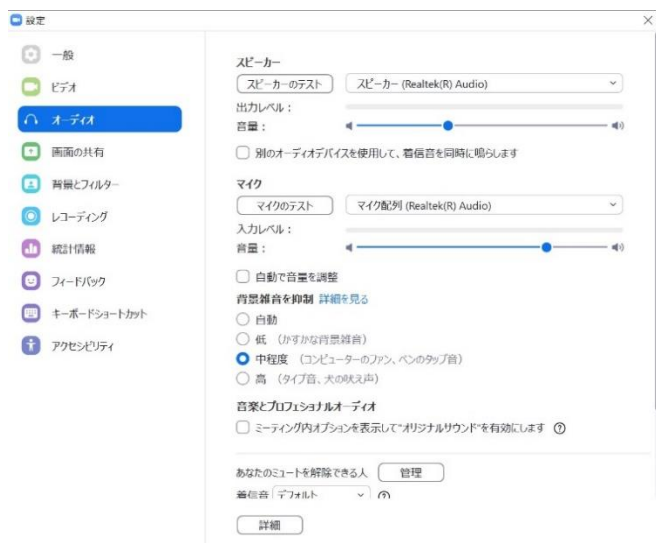 設定
一般
ビデオ
オーディオ
画面の共有
背景とフィルター
レコーディング
統計情報
フィードバック
キーボードショートカット
アクセシビリティ
スピーカー
スピーカーのテスト スピーカー (Realtek(R) Audio)
出力レベル：
音量：
別のオーディオデバイスを使用して、着信音を同時に鳴らします
マイク
マイクのテスト マイク配列 (Realtek(R) Audio)
入力レベル：
音量：
自動で音量を調整
背景雑音を抑制 詳細を見る
自動
低 （かすかな背景雑音）
中程度 （コンピューターのファン、ペンのタップ音）
高 （タイプ音、犬の吠え声）
音楽とプロフェショナルオーディオ
ミーティング内オプションを表示して"オリジナルサウンド"を有効にします
あなたのミュートを解除できる人 管理
着信音 デフォルト
詳細